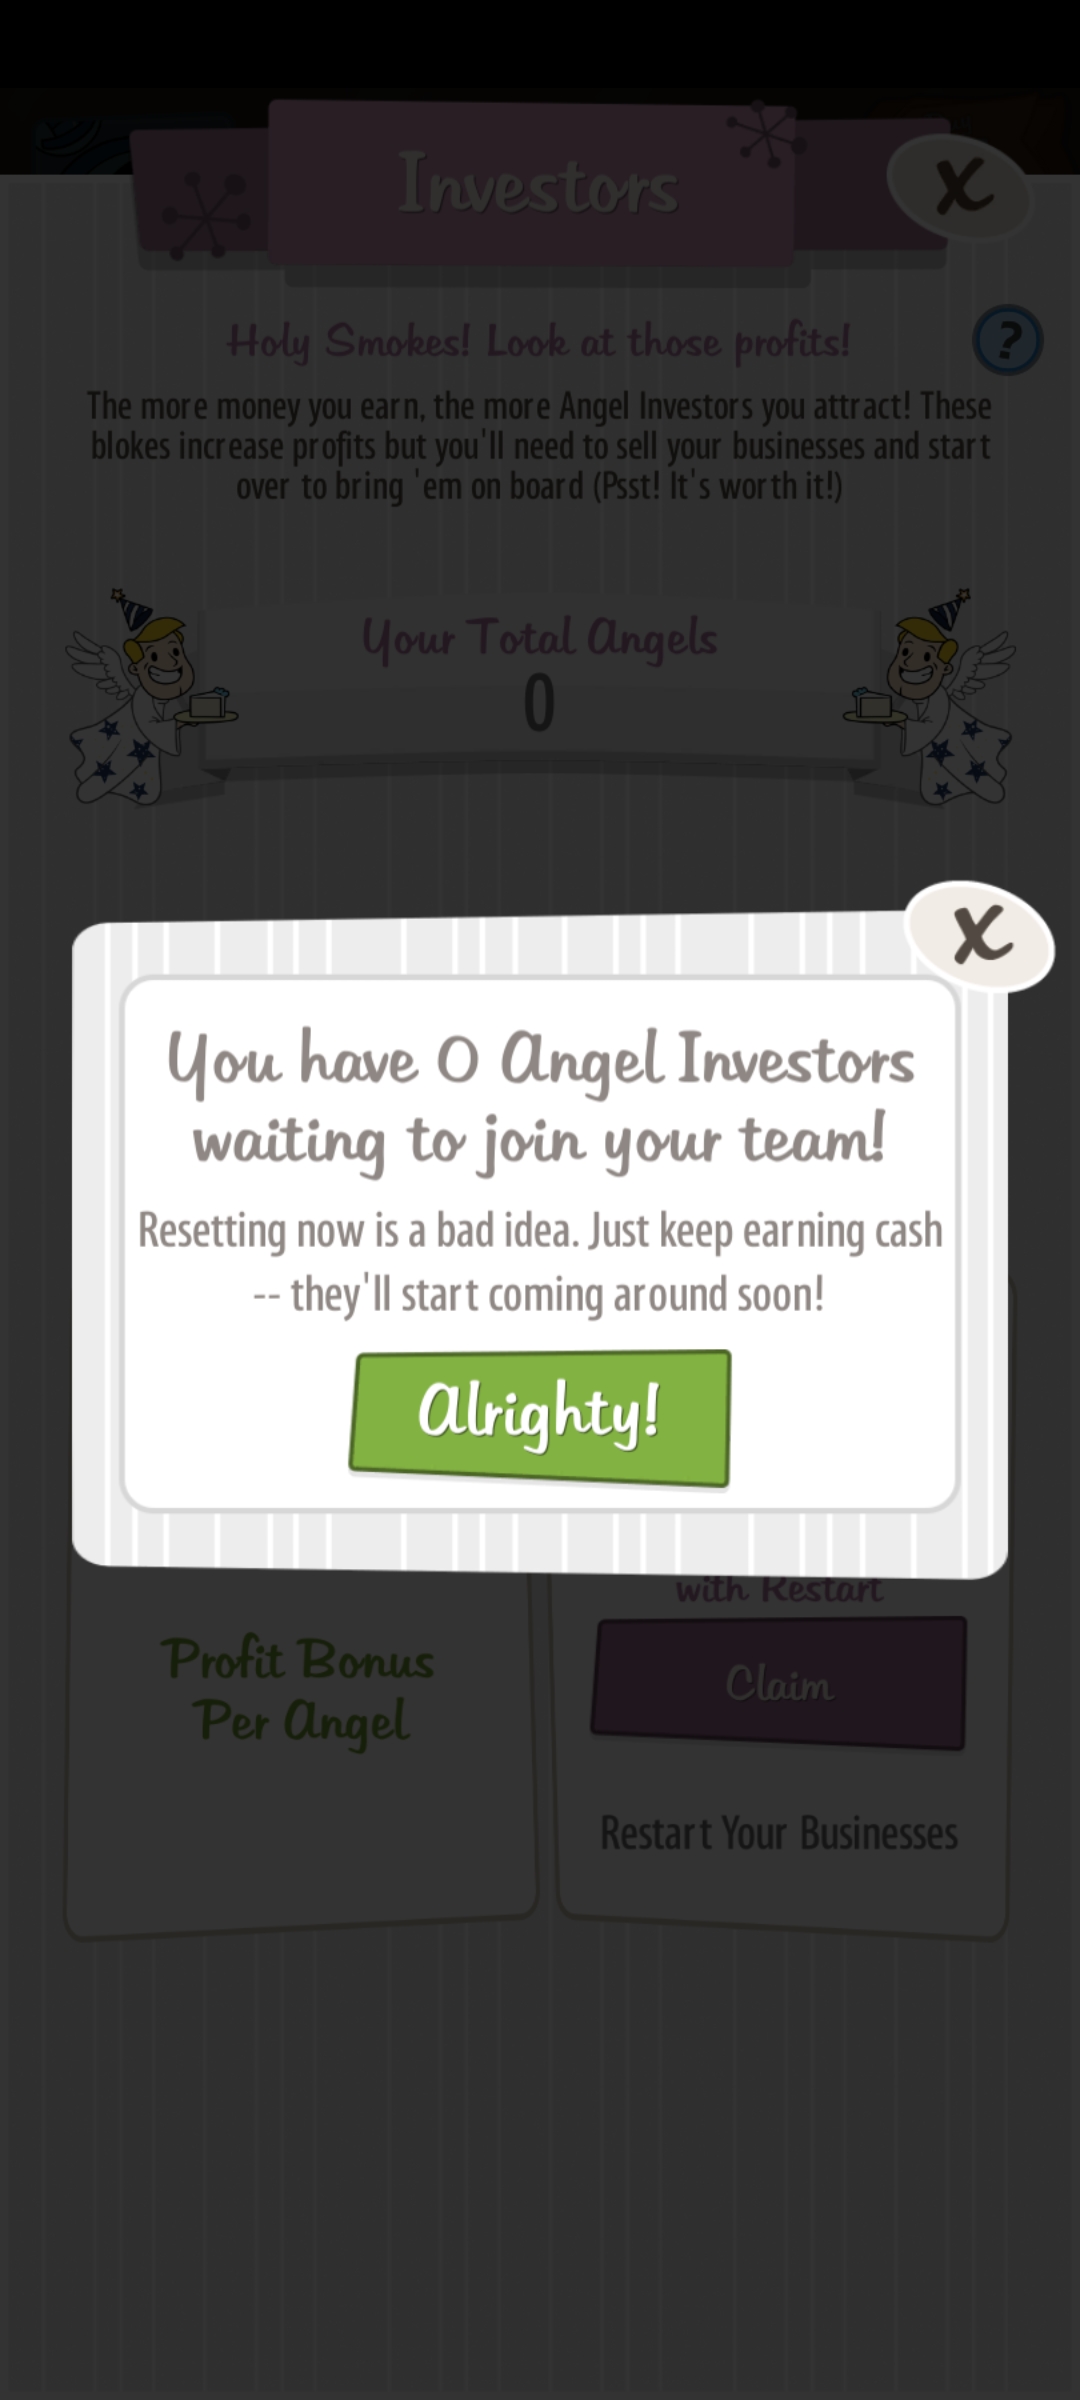 Investors
X
Holy Smokes! Look at those profits!
?
The more money you earn, the more Angel Investors you attract! These
blokes increase profits but you'll need to sell your businesses and start
over to bring 'em on board (Psst! It's worth it!)
Your Total Angels
0
X
You have 0 Angel Investors
waiting to join your team!
Resetting now is a bad idea. Just keep earning cash
-- they'll start coming around soon!
Alrighty!
with Restart
Profit Bonus
Per Angel
Claim
Restart Your Businesses